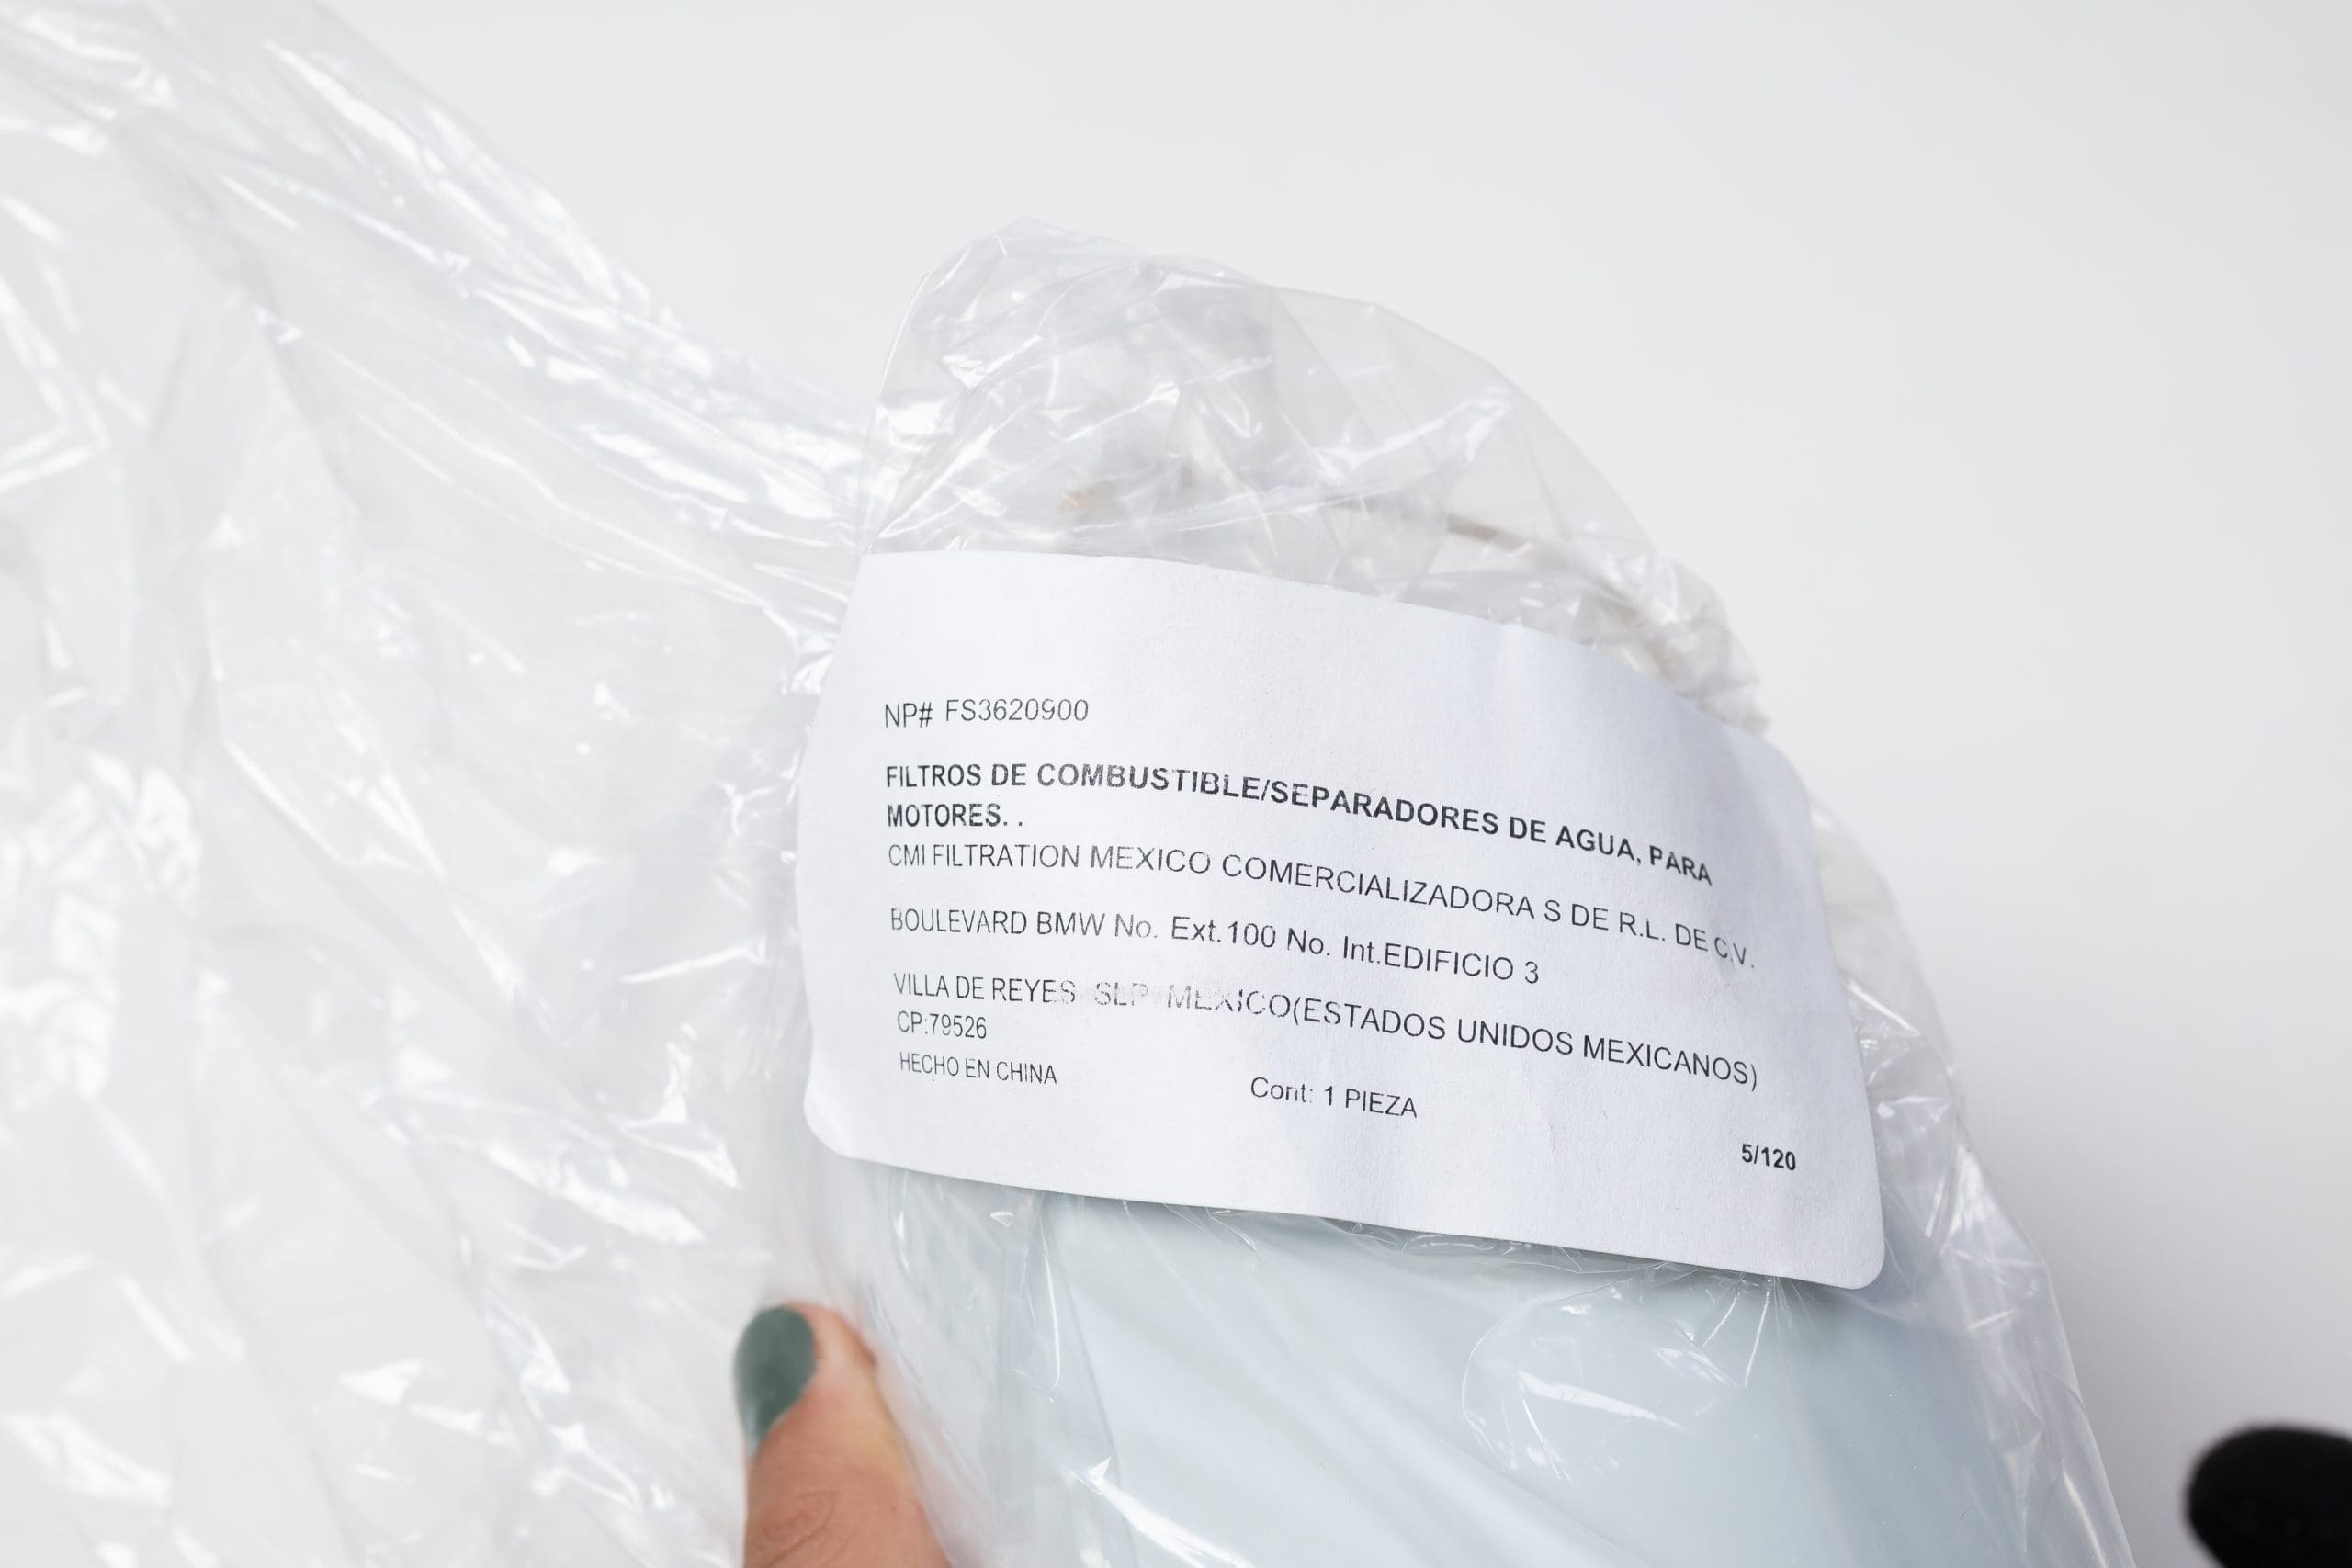 NP# FS3620900
FILTROS DE COMBUSTIBLE/SEPARADORES DE AGUA, PARA
MOTORES. .
CMI FILTRATION MEXICO COMERCIALIZADORA S DE R.L. DE C.V.
BOULEVARD BMW No. Ext.100 No. Int.EDIFICIO 3
VILLA DE REYES SLP MEXICO(ESTADOS UNIDOS MEXICANOS)
CP:79526
HECHO EN CHINA Cont: 1 PIEZA
5/120